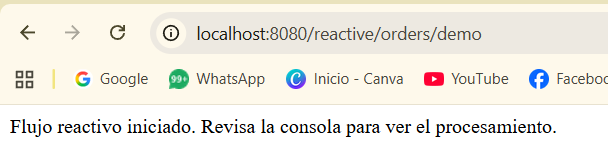 localhost:8080/reactive/orders/demo
Google
99+
WhatsApp
Inicio - Canva
YouTube
Faceboo
Flujo reactivo iniciado. Revisa la consola para ver el procesamiento.